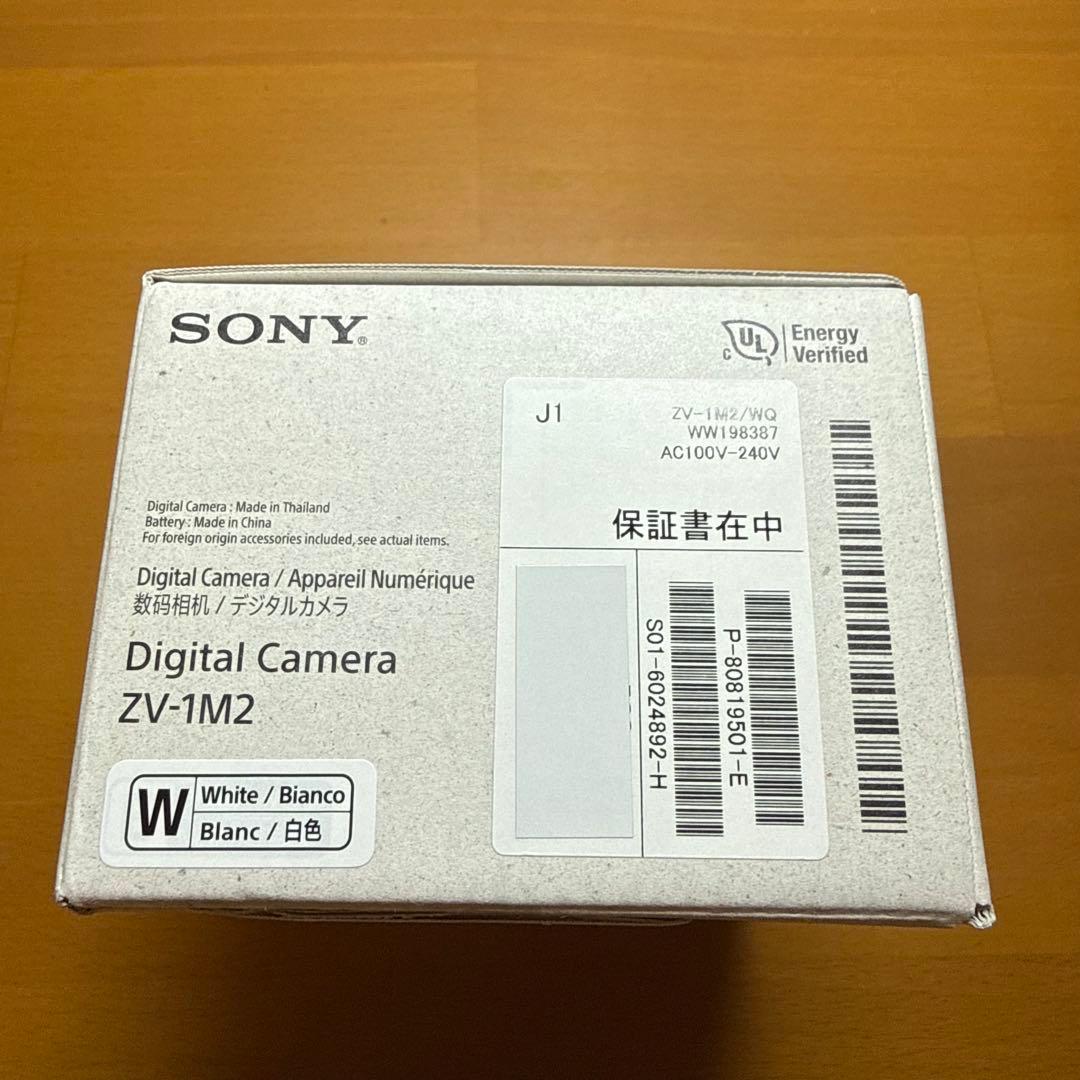 SONY®
C UL Energy
Verified
J1
ZV-1M2/WQ
WW198387
AC100V-240V
保証書在中
Digital Camera : Made in Thailand
Battery : Made in China
For foreign origin accessories included, see actual items.
Digital Camera / Appareil Numérique
数码相机 / デジタルカメラ
Digital Camera
ZV-1M2
W
White / Bianco
Blanc / 白色
S01-6024892-H
P-80819501-E